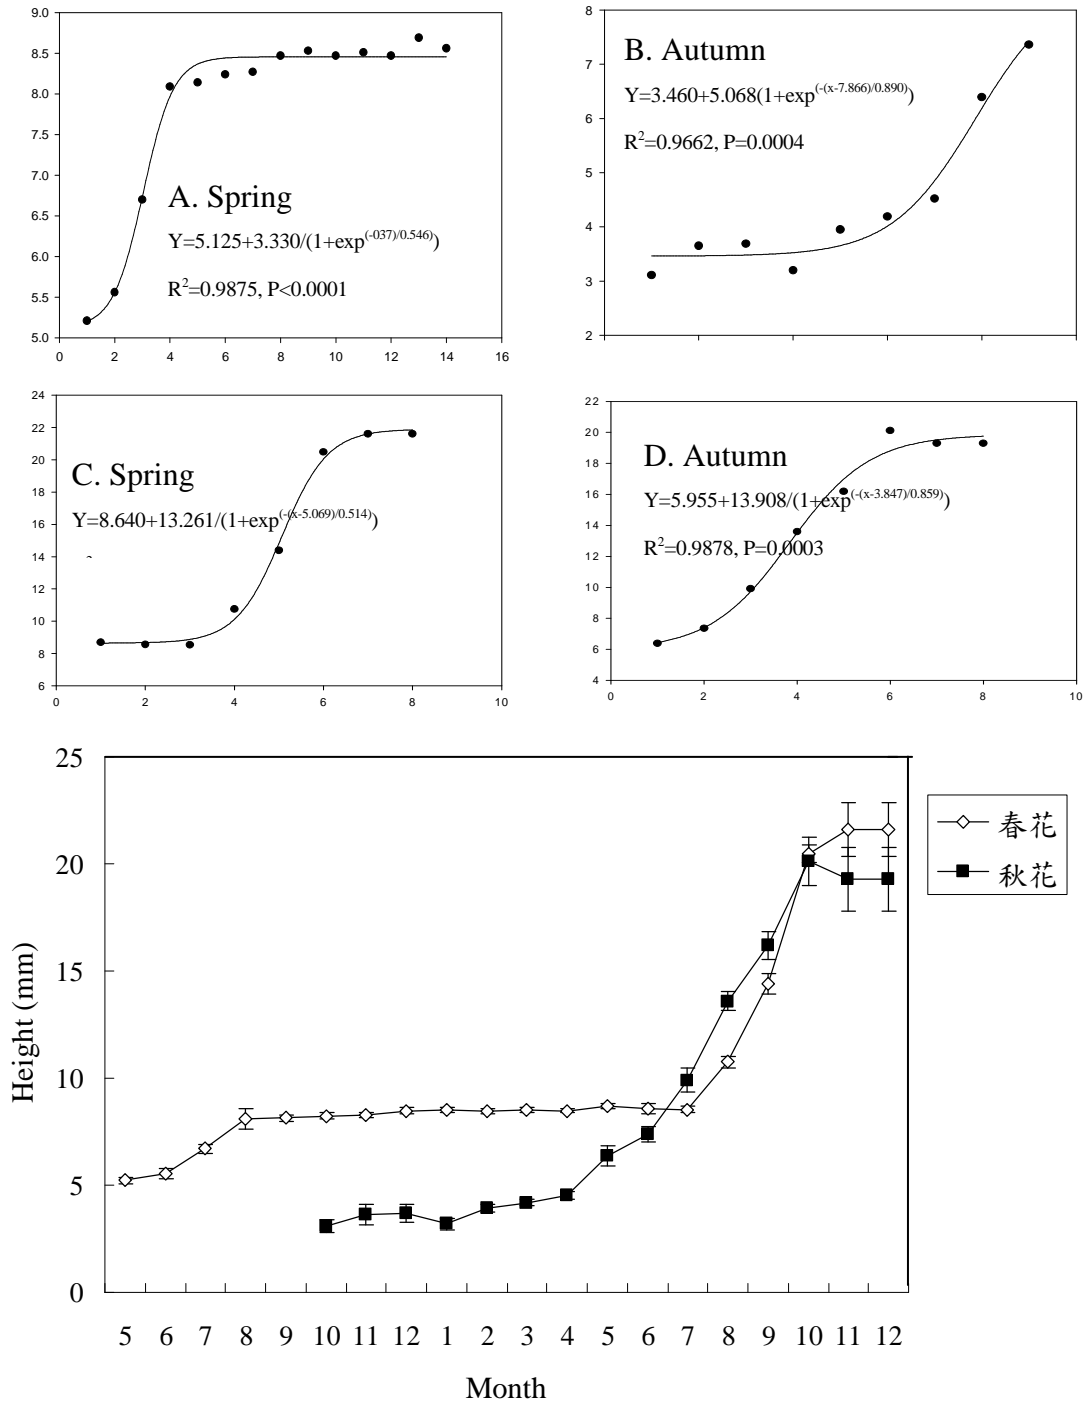 9.0
8.5
8.0
7.5
7.0
6.5
6.0
5.5
5.0
0 2 4 6 8 10 12 14 16
A. Spring
Y=5.125+3.330/(1+exp(-037)/0.546)
R2=0.9875, P<0.0001
8
7
6
5
4
3
2
B. Autumn
Y=3.460+5.068(1+exp(-(x-7.866)/0.890)
R2=0.9662, P=0.0004
24
22
20
18
16
14
12
10
8
6
0 2 4 6 8 10
C. Spring
Y=8.640+13.261/(1+exp(-(x-5.069)/0.514)
22
20
18
16
14
12
10
8
6
4
0 2 4 6 8 10
D. Autumn
Y=5.955+13.908/(1+exp(-(x-3.847)/0.859)
R2=0.9878, P=0.0003
25
20
15
10
5
0
Height (mm)
5 6 7 8 9 10 11 12 1 2 3 4 5 6 7 8 9 10 11 12
Month
春花
秋花